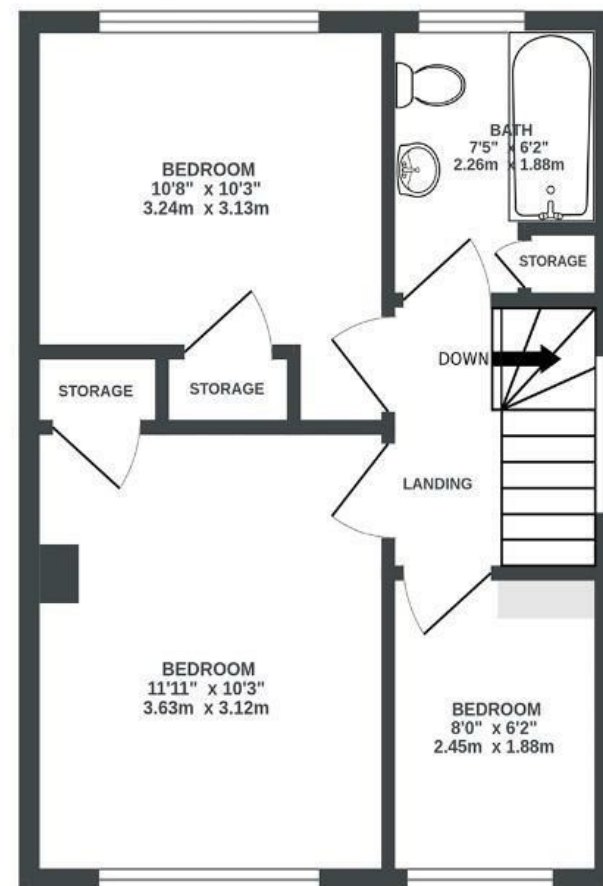 BATH
7'5" x 6'2"
2.26m x 1.88m
BEDROOM
10'8" x 10'3"
3.24m x 3.13m
STORAGE
DOWN
STORAGE
STORAGE
LANDING
BEDROOM
11'11" x 10'3"
3.63m x 3.12m
BEDROOM
8'0" x 6'2"
2.45m x 1.88m